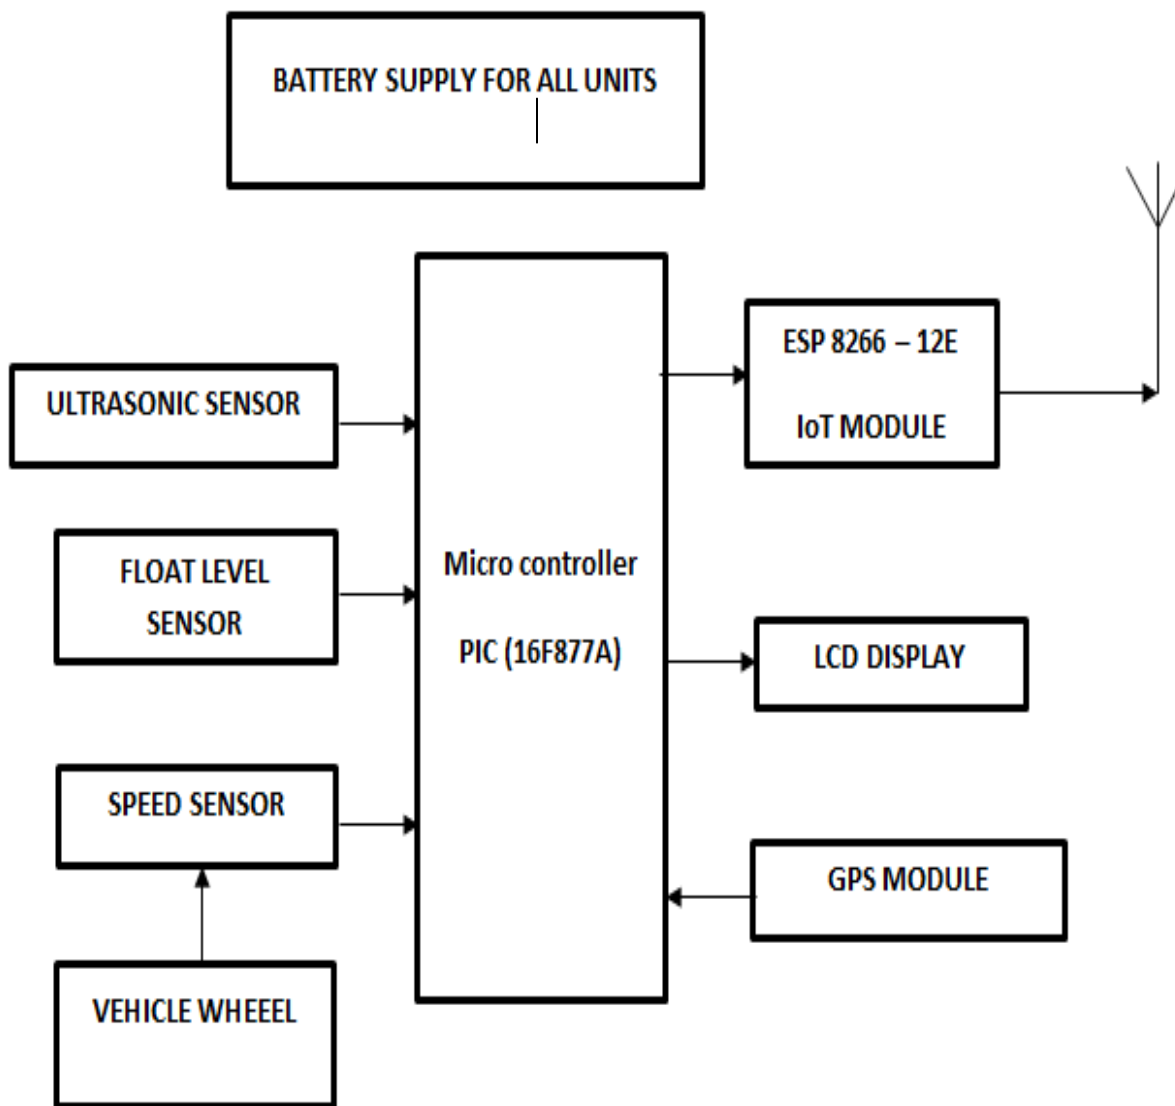 BATTERY SUPPLY FOR ALL UNITS
ESP 8266 – 12E
IoT MODULE
ULTRASONIC SENSOR
FLOAT LEVEL
SENSOR
Micro controller
PIC (16F877A)
LCD DISPLAY
SPEED SENSOR
GPS MODULE
VEHICLE WHEEEL